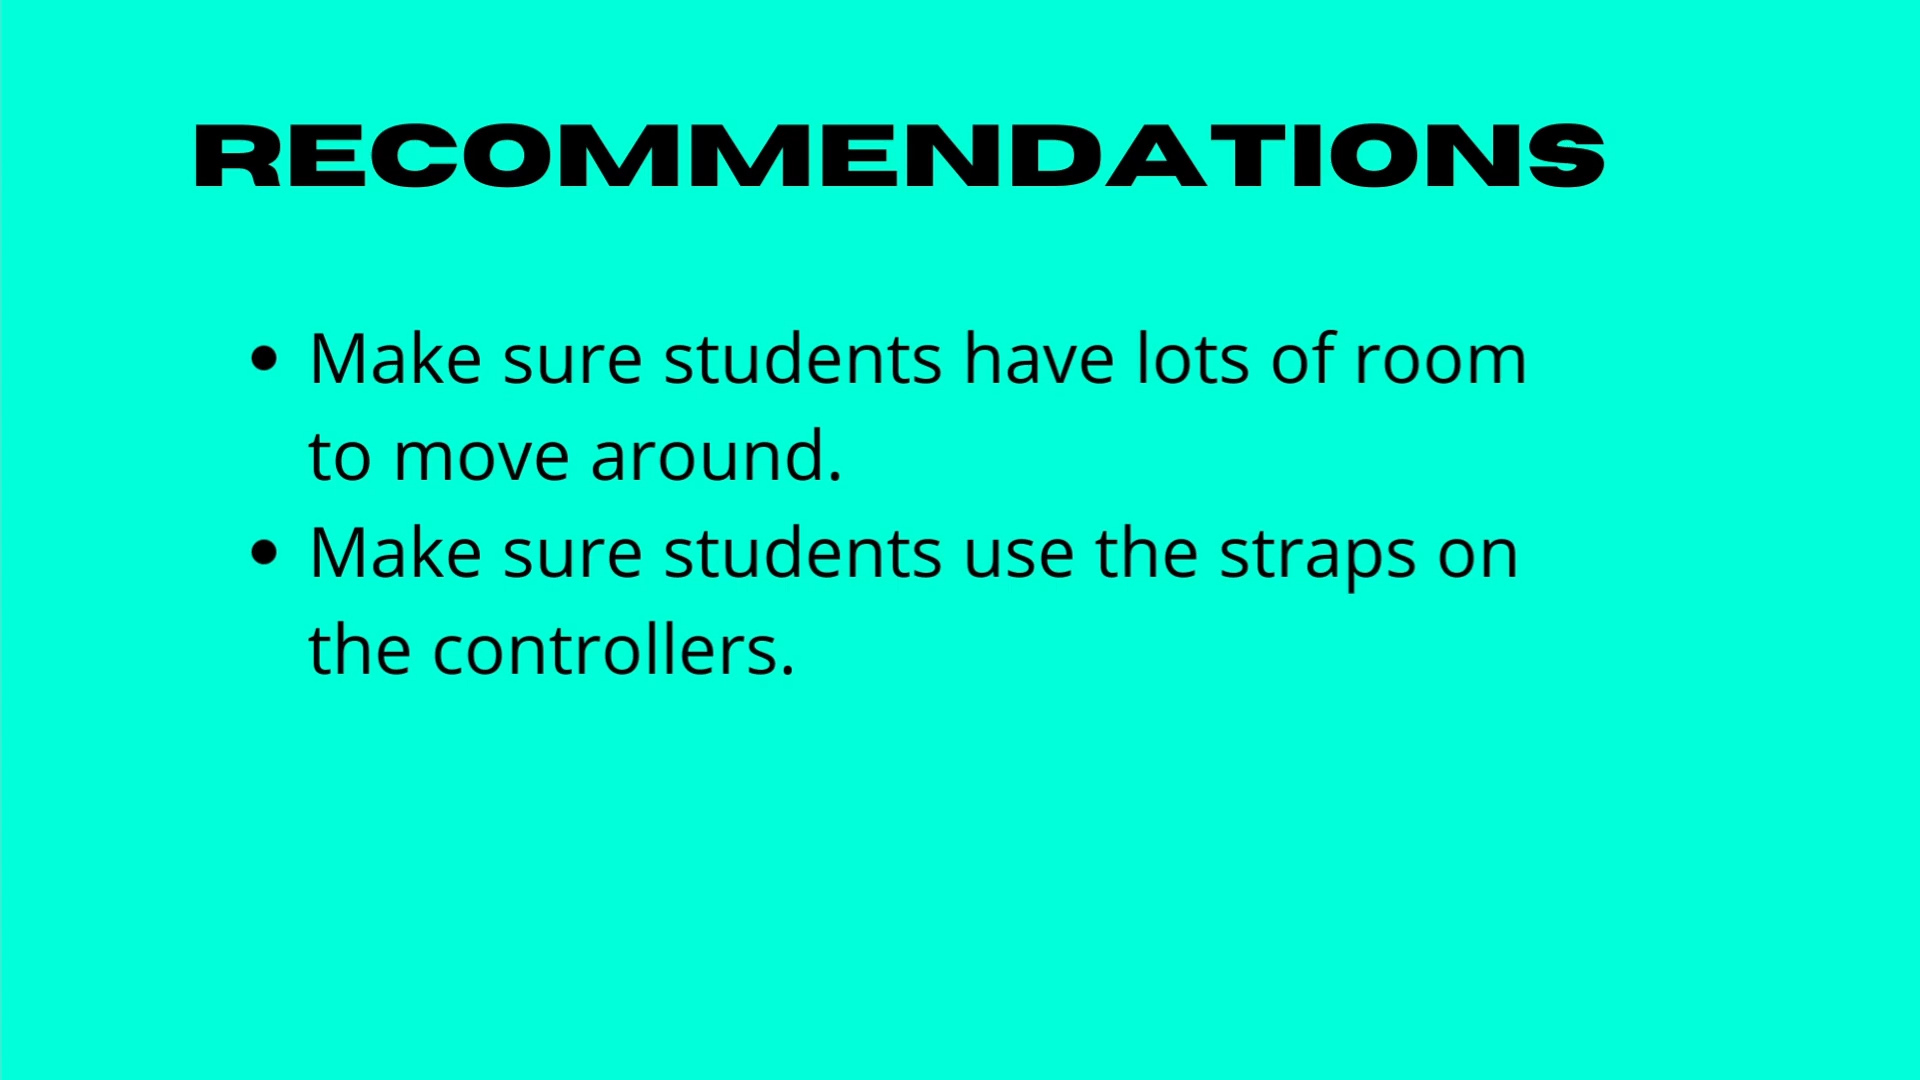 RECOMMENDATIONS
• Make sure students have lots of room
to move around.
• Make sure students use the straps on
the controllers.